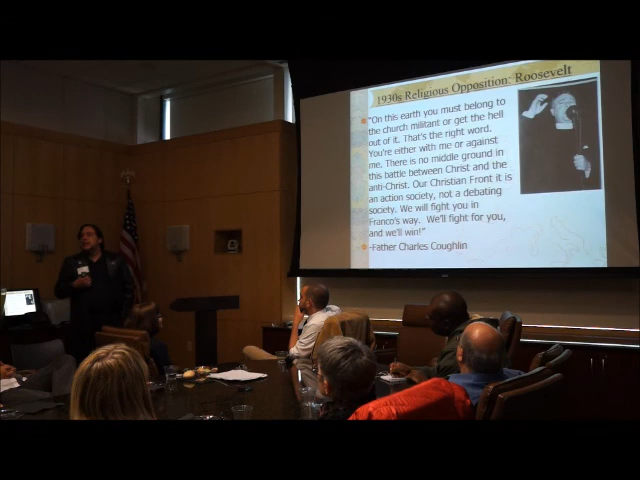 1930s Religious Opposition: Roosevelt
"On this earth you must belong to
the church militant or get the hell
out of it. That's the right word.
You're either with me or against
me. There is no middle ground in
this battle between Christ and the
anti-Christ. Our Christian Front it is
an action society, not a debating
society. We will fight you in
Franco's way. We'll fight for you,
and we'll win!"
-Father Charles Coughlin